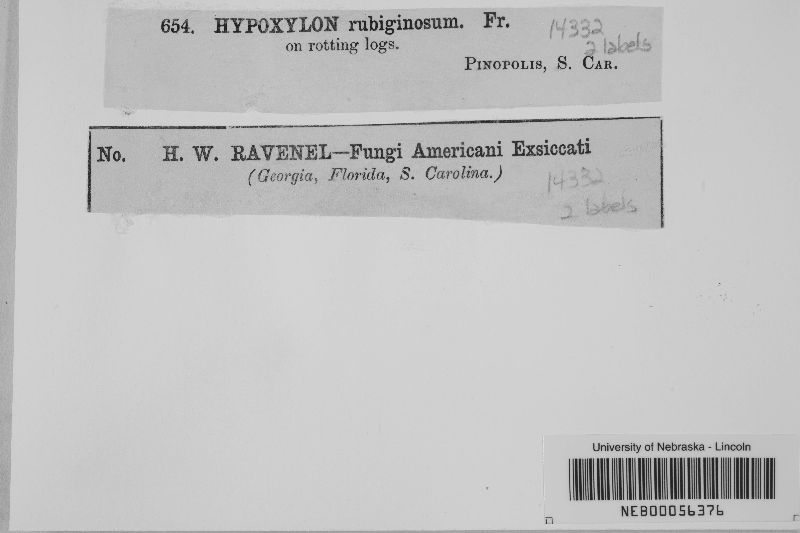 654. HYPOXYLON rubiginosum. Fr.
14332
2 labels
on rotting logs.
PINOPOLIS, S. CAR.
No. H. W. RAVENEL—Fungi Americani Exsiccati
(Georgia, Florida, S. Carolina.)
14332
2 labels
University of Nebraska - Lincoln
NEB00056376